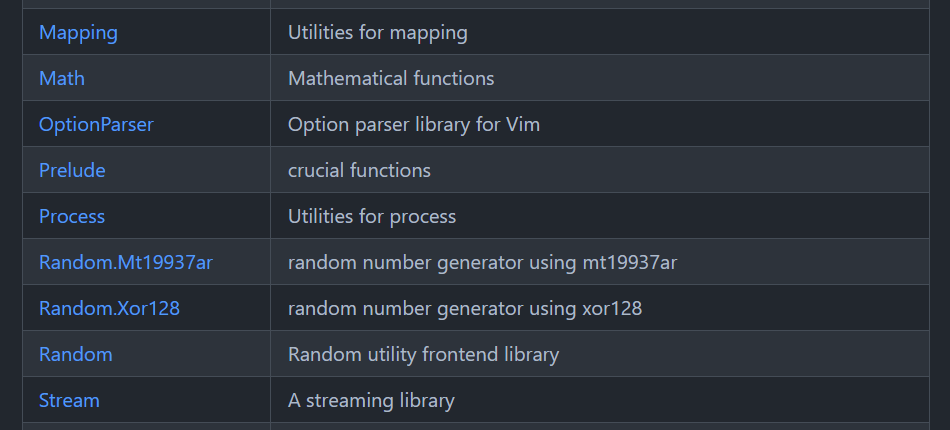 Mapping Utilities for mapping
Math Mathematical functions
OptionParser Option parser library for Vim
Prelude crucial functions
Process Utilities for process
Random.Mt19937ar random number generator using mt19937ar
Random.Xor128 random number generator using xor128
Random Random utility frontend library
Stream A streaming library